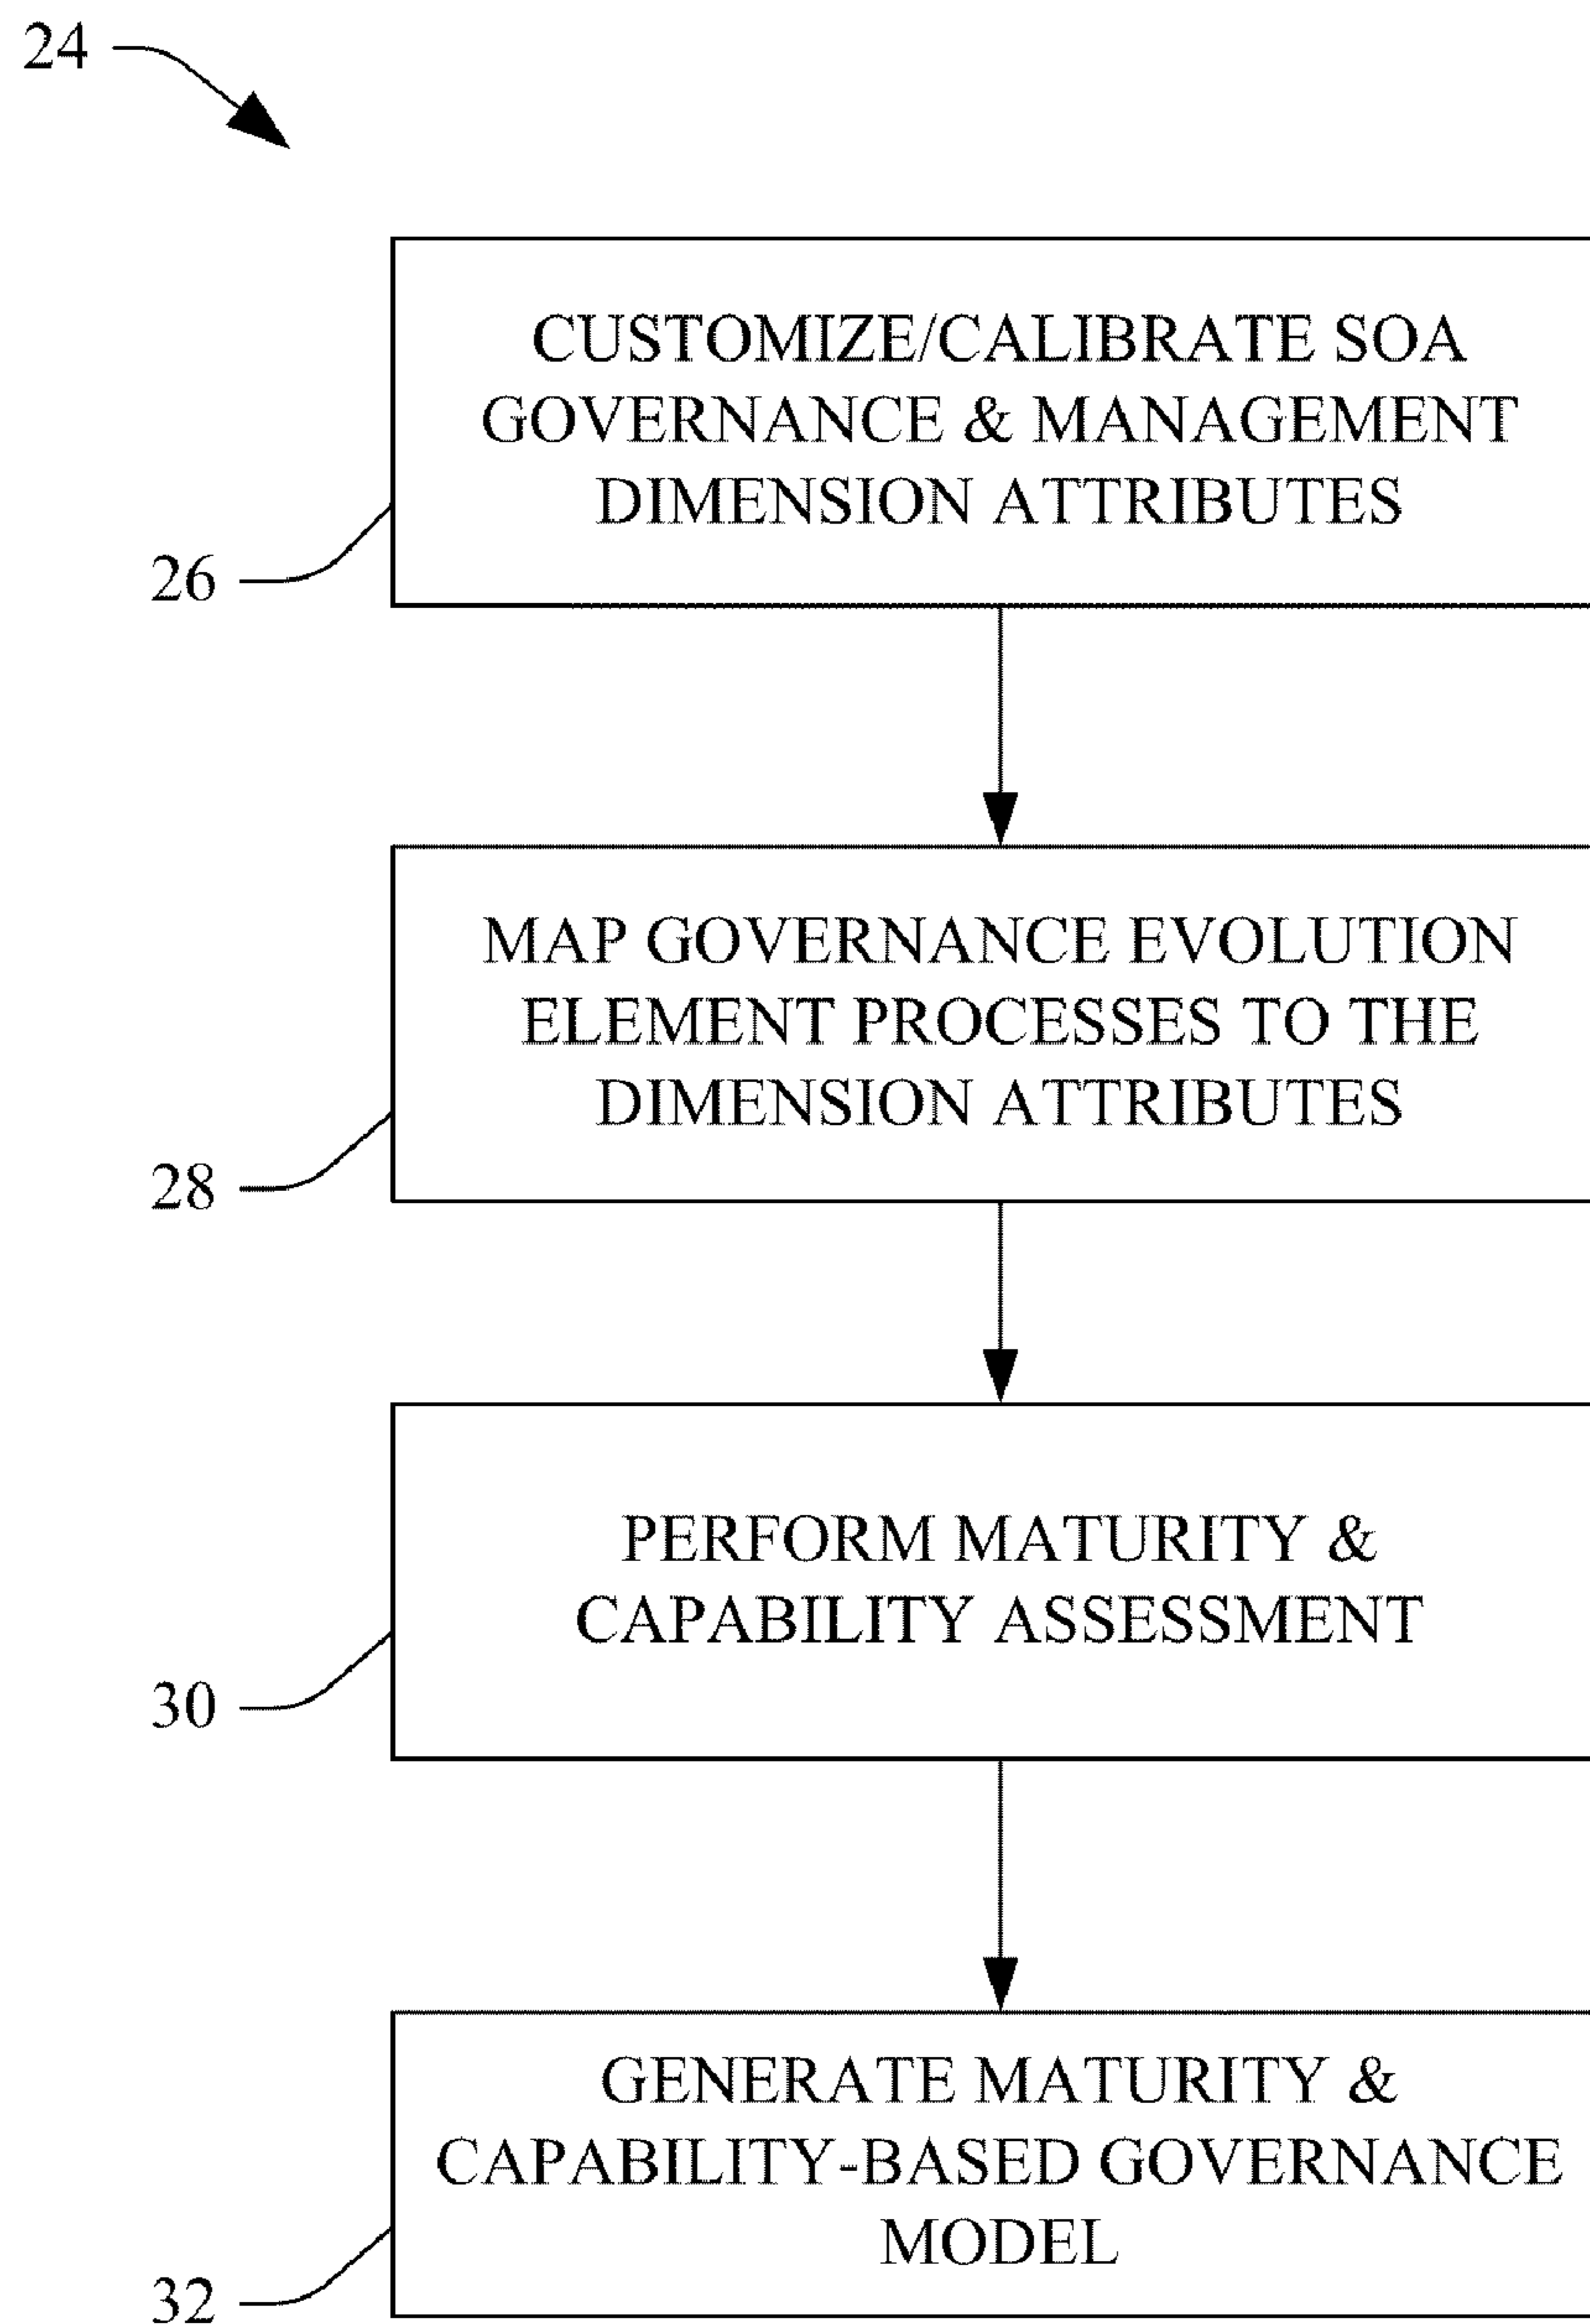 24
CUSTOMIZE/CALIBRATE SOA
GOVERNANCE & MANAGEMENT
DIMENSION ATTRIBUTES
26
MAP GOVERNANCE EVOLUTION
ELEMENT PROCESSES TO THE
DIMENSION ATTRIBUTES
28
PERFORM MATURITY &
CAPABILITY ASSESSMENT
30
GENERATE MATURITY &
CAPABILITY-BASED GOVERNANCE
MODEL
32